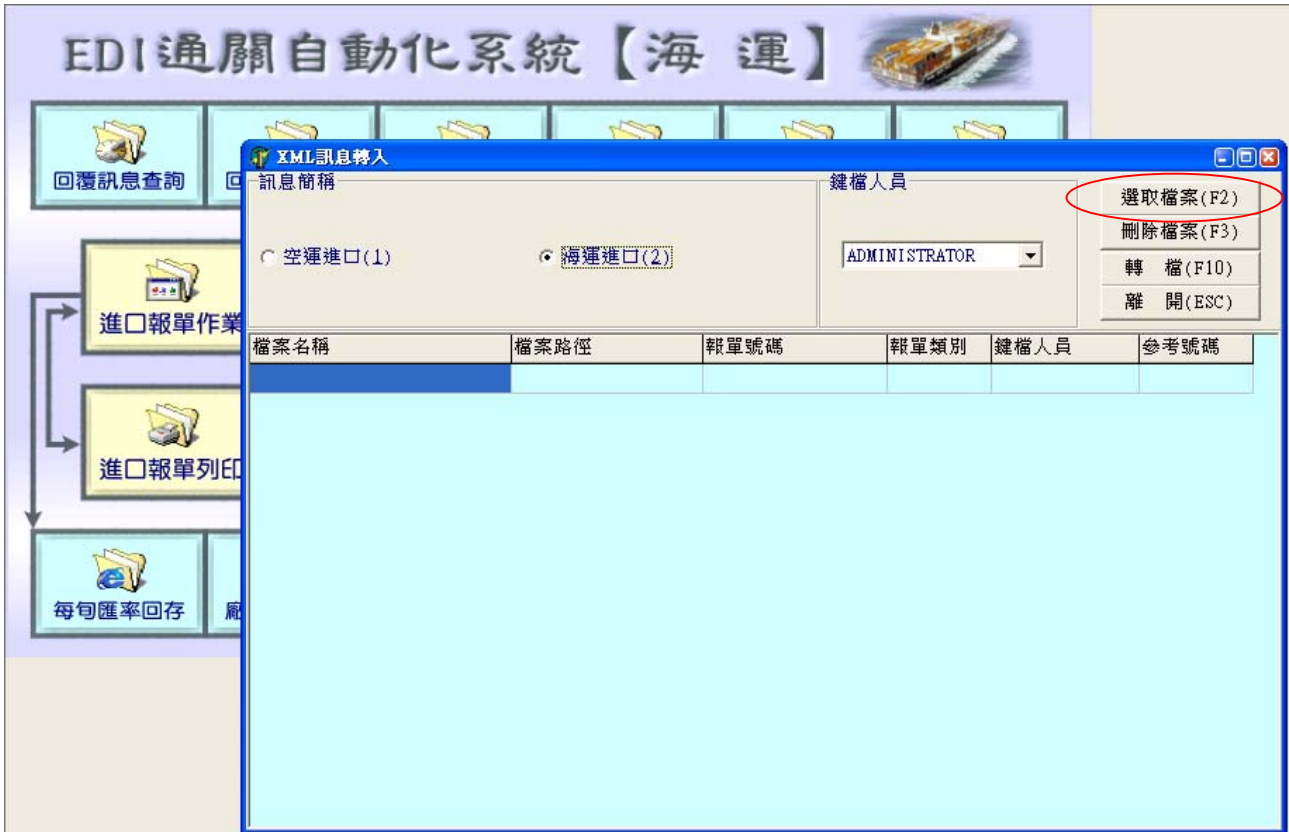 EDI通關自動化系統【海 運】
回覆訊息查詢
回
XML訊息轉入
訊息簡稱
鍵檔人員
空運進口(1)
海運進口(2)
ADMINISTRATOR
選取檔案(F2)
刪除檔案(F3)
轉 檔(F10)
離 開(ESC)
進口報單作業
檔案名稱 檔案路徑 報單號碼 報單類別 鍵檔人員 參考號碼
進口報單列印
每旬匯率回存
廠